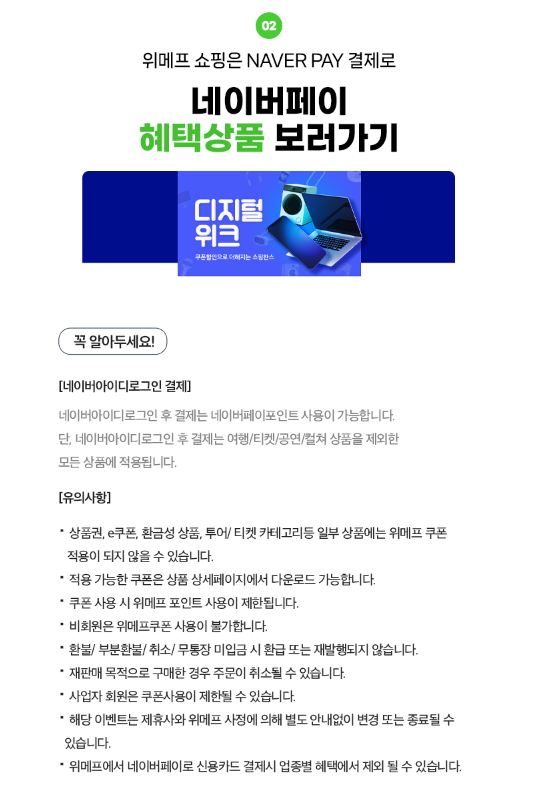 02
위메프 쇼핑은 NAVER PAY 결제로
네이버페이
혜택상품 보러가기
디지털
위크
쿠폰할인으로 더해지는 쇼핑찬스
꼭 알아두세요!
[네이버아이디로그인 결제]
네이버아이디로그인 후 결제는 네이버페이포인트 사용이 가능합니다.
단, 네이버아이디로그인 후 결제는 여행/티켓/공연/컬쳐 상품을 제외한
모든 상품에 적용됩니다.
[유의사항]
• 상품권, e쿠폰, 환금성 상품, 투어/ 티켓 카테고리등 일부 상품에는 위메프 쿠폰
적용이 되지 않을 수 있습니다.
• 적용 가능한 쿠폰은 상품 상세페이지에서 다운로드 가능합니다.
• 쿠폰 사용 시 위메프 포인트 사용이 제한됩니다.
• 비회원은 위메프쿠폰 사용이 불가합니다.
• 환불/ 부분환불/ 취소/ 무통장 미입금 시 환급 또는 재발행되지 않습니다.
• 재판매 목적으로 구매한 경우 주문이 취소될 수 있습니다.
• 사업자 회원은 쿠폰사용이 제한될 수 있습니다.
• 해당 이벤트는 제휴사와 위메프 사정에 의해 별도 안내없이 변경 또는 종료될 수
있습니다.
• 위메프에서 네이버페이로 신용카드 결제시 업종별 혜택에서 제외 될 수 있습니다.